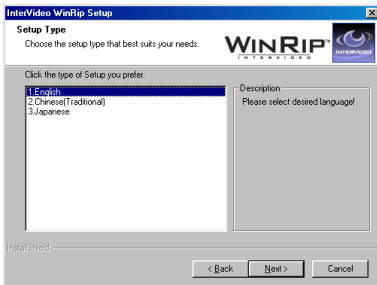 InterVideo WinRip Setup
Setup Type
Choose the setup type that best suits your needs.
WINRIP™
INTERVIDEO
INTERVIDEO
Click the type of Setup you prefer.
1.English
2.Chinese(Traditional)
3.Japanese
Description
Please select desired language!
InstallShield
< Back
Next >
Cancel